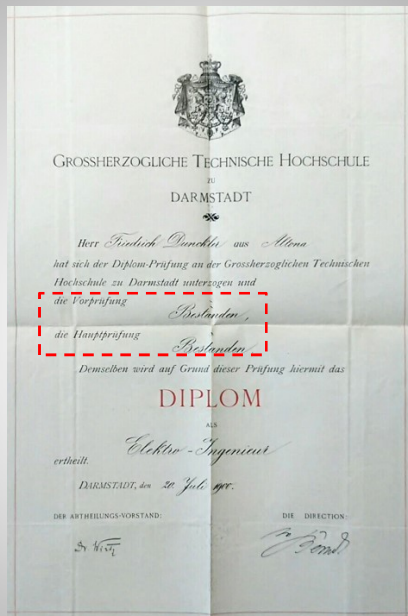 GROSSHERZOGLICHE TECHNISCHE HOCHSCHULE
ZU
DARMSTADT
Herr Friedrich Dunckler aus Altona
hat sich der Diplom-Prüfung an der Grossherzoglichen Technischen
Hochschule zu Darmstadt unterzogen und
die Vorprüfung
Bestanden,
die Hauptprüfung
Bestanden.
Demselben wird auf Grund dieser Prüfung hiermit das
DIPLOM
ALS
Elektro-Ingenieur
ertheilt.
DARMSTADT, den 20. Juli 1900.
DER ABTHEILUNGS-VORSTAND: DIE DIRECTION:
Dr. Wirtz